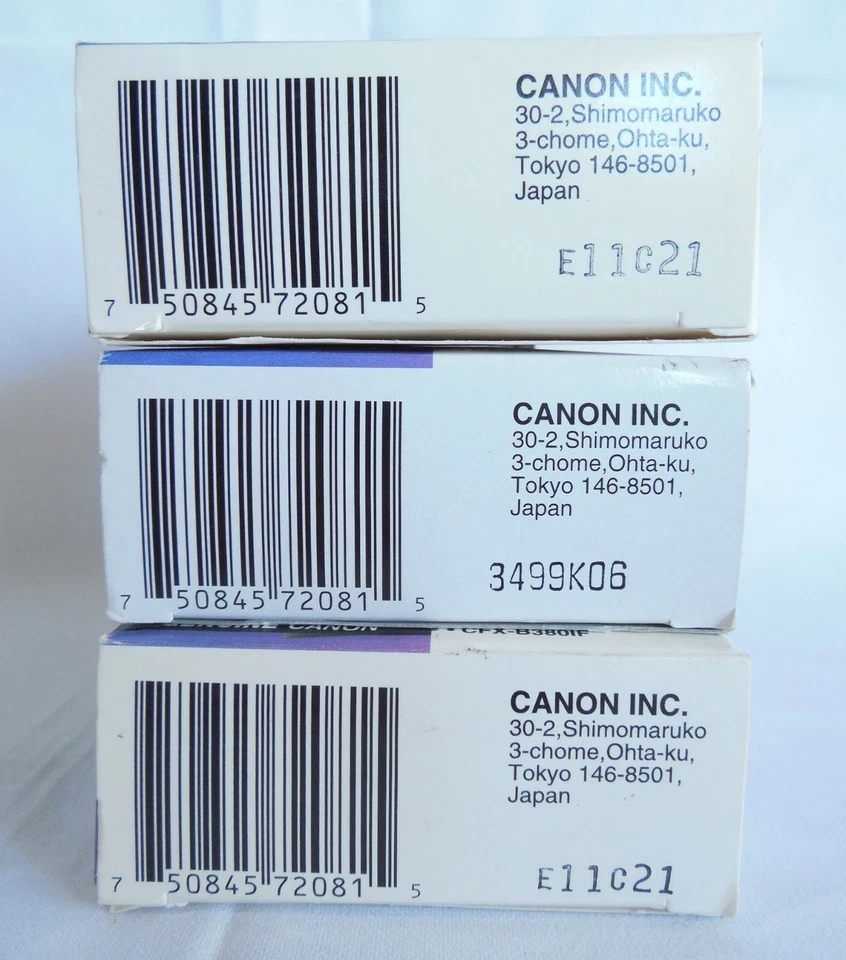 CANON INC.
30-2,Shimomaruko
3-chome,Ohta-ku,
Tokyo 146-8501,
Japan
E11C21
7 50845 72081 5
CANON INC.
30-2,Shimomaruko
3-chome,Ohta-ku,
Tokyo 146-8501,
Japan
3499K06
7 50845 72081 5
CANON • CFX-B380IF
CANON INC.
30-2,Shimomaruko
3-chome,Ohta-ku,
Tokyo 146-8501,
Japan
E11C21
7 50845 72081 5